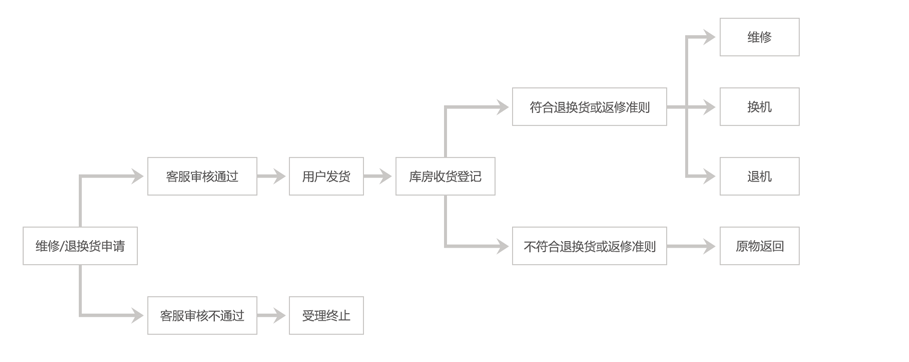 维修
符合退换货或返修准则
换机
客服审核通过
用户发货
库房收货登记
退机
维修/退换货申请
不符合退换货或返修准则
原物返回
客服审核不通过
受理终止